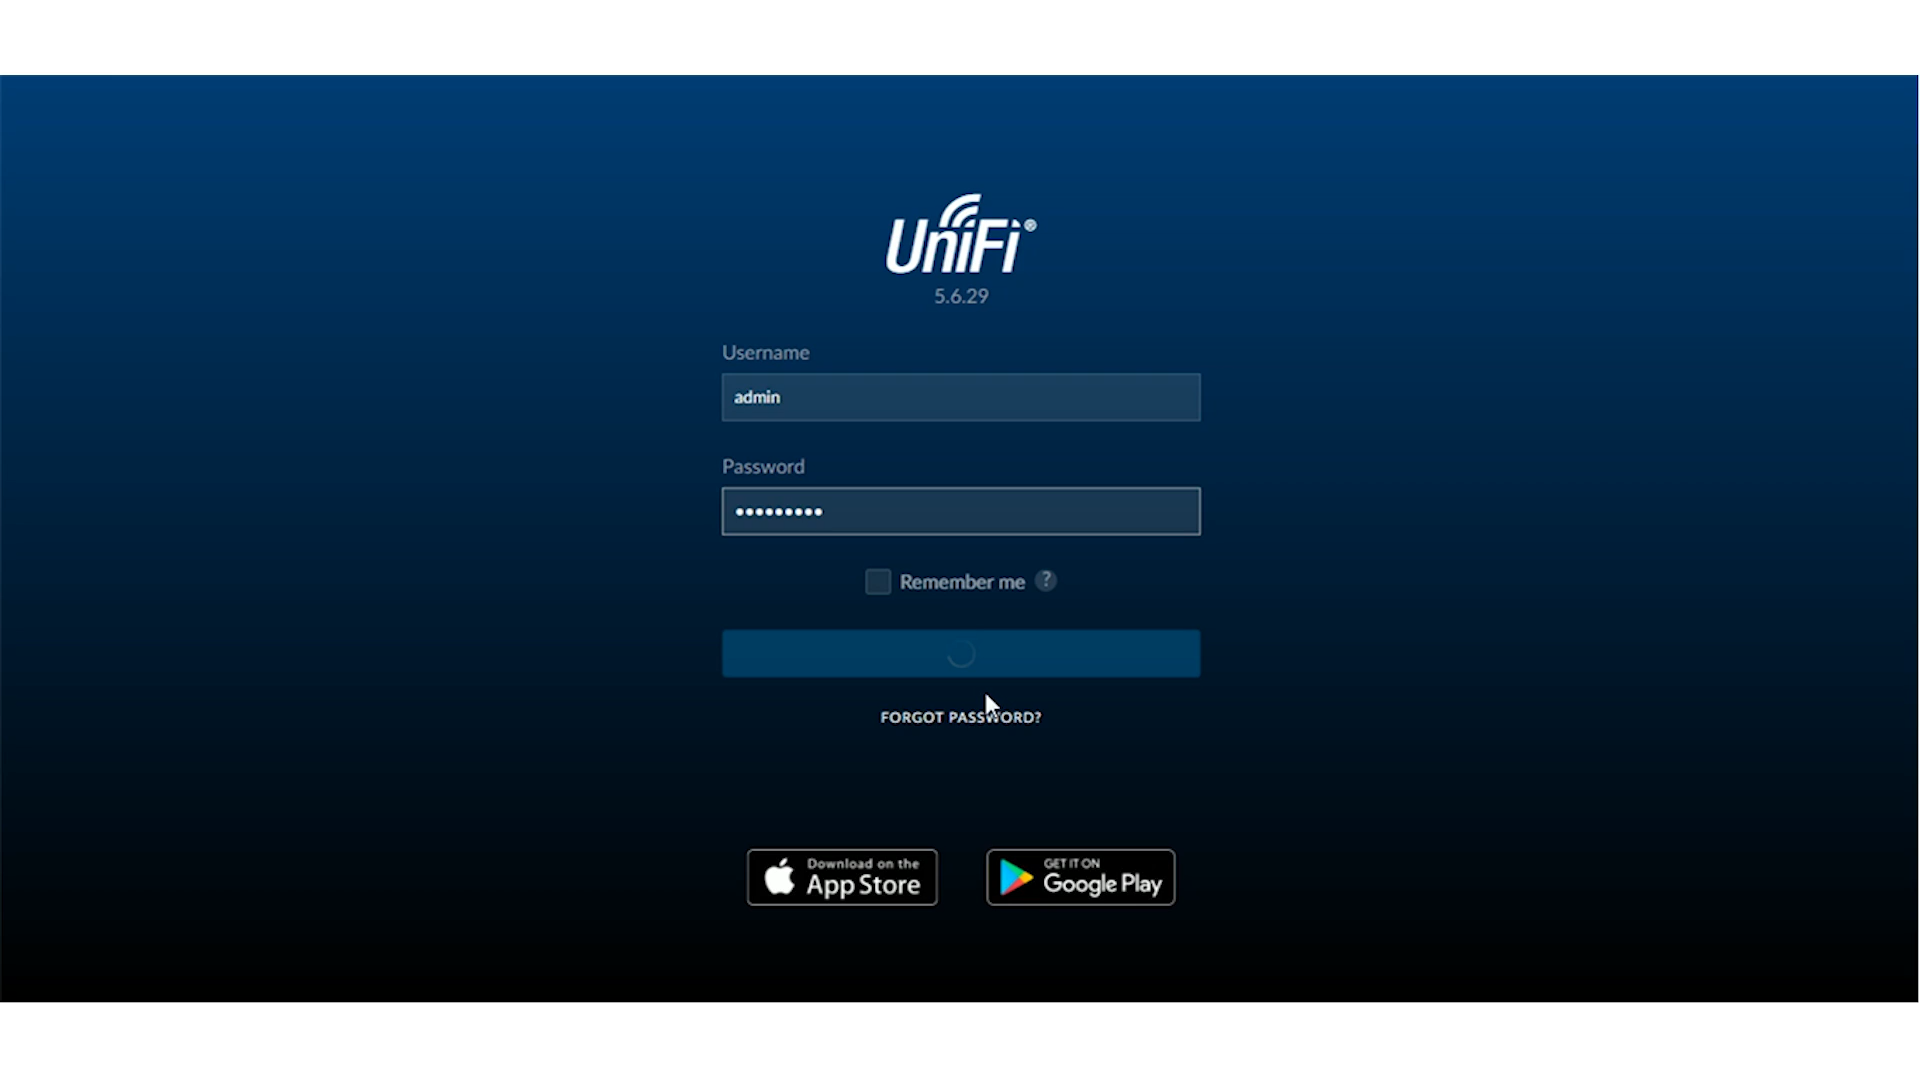 UniFi®
5.6.29
Username
admin
Password
•••••••••
Remember me ?
FORGOT PASSWORD?
Download on the
App Store
GET IT ON
Google Play